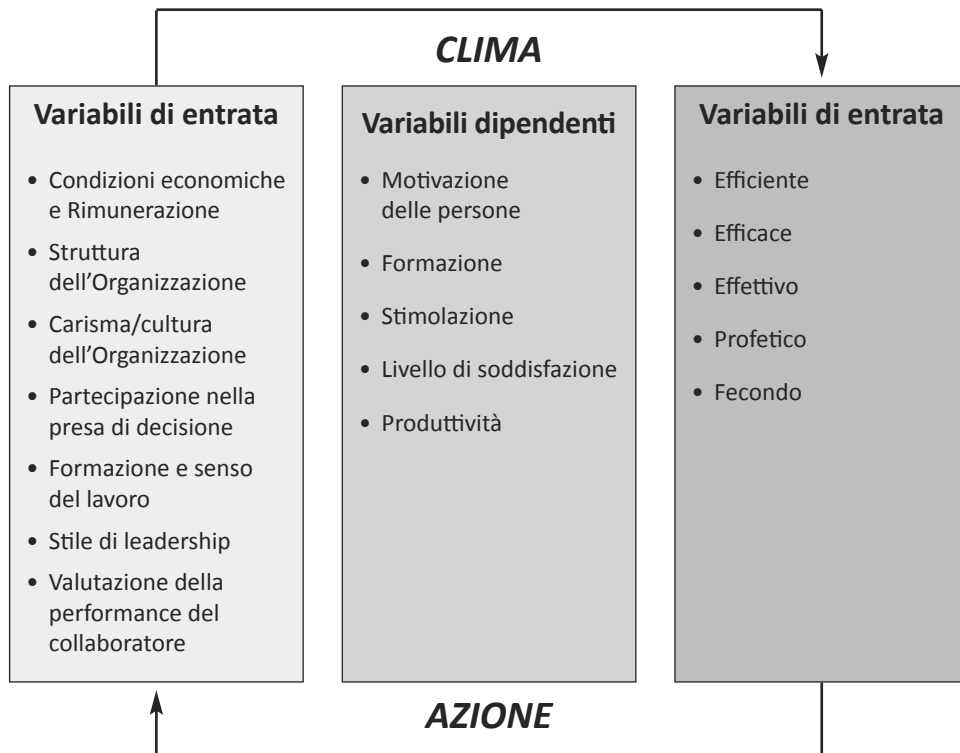 CLIMA
Variabili di entrata
• Condizioni economiche
e Rimunerazione
• Struttura
dell’Organizzazione
• Carisma/cultura
dell’Organizzazione
• Partecipazione nella
presa di decisione
• Formazione e senso
del lavoro
• Stile di leadership
• Valutazione della
performance del
collaboratore
Variabili dipendenti
• Motivazione
delle persone
• Formazione
• Stimolazione
• Livello di soddisfazione
• Produttività
Variabili di entrata
• Efficiente
• Efficace
• Effettivo
• Profetico
• Fecondo
AZIONE